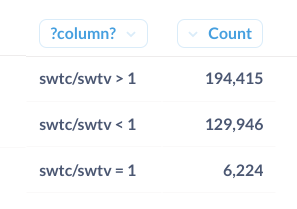 ?column? Count
swtc/swtv > 1 194,415
swtc/swtv < 1 129,946
swtc/swtv = 1 6,224